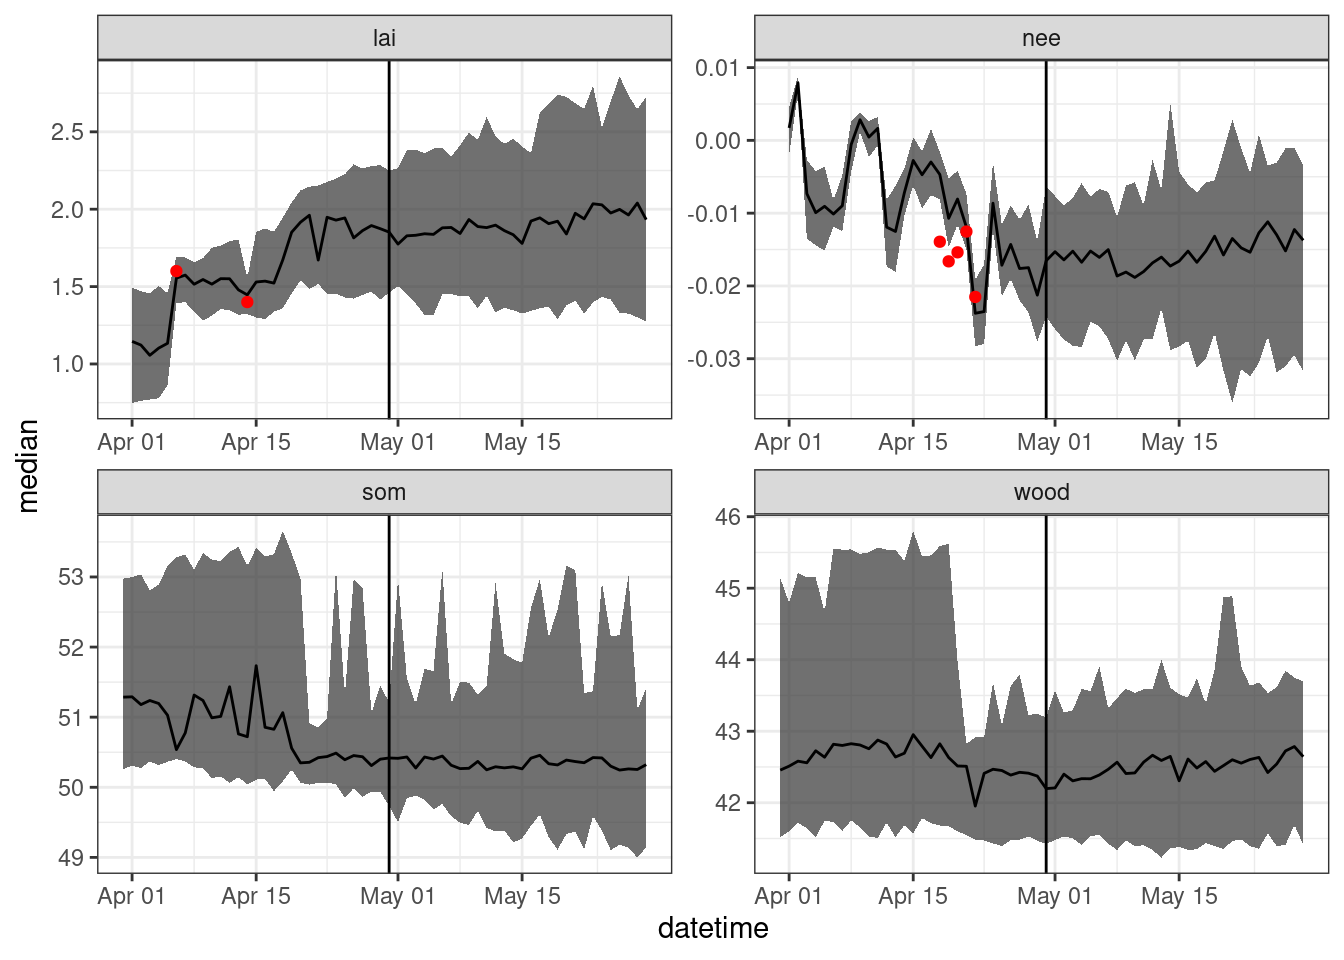 lai
nee
2.5
2.0
1.5
1.0
0.01
0.00
-0.01
-0.02
-0.03
Apr 01 Apr 15 May 01 May 15
Apr 01 Apr 15 May 01 May 15
median
som
wood
53
52
51
50
49
46
45
44
43
42
Apr 01 Apr 15 May 01 May 15
Apr 01 Apr 15 May 01 May 15
datetime